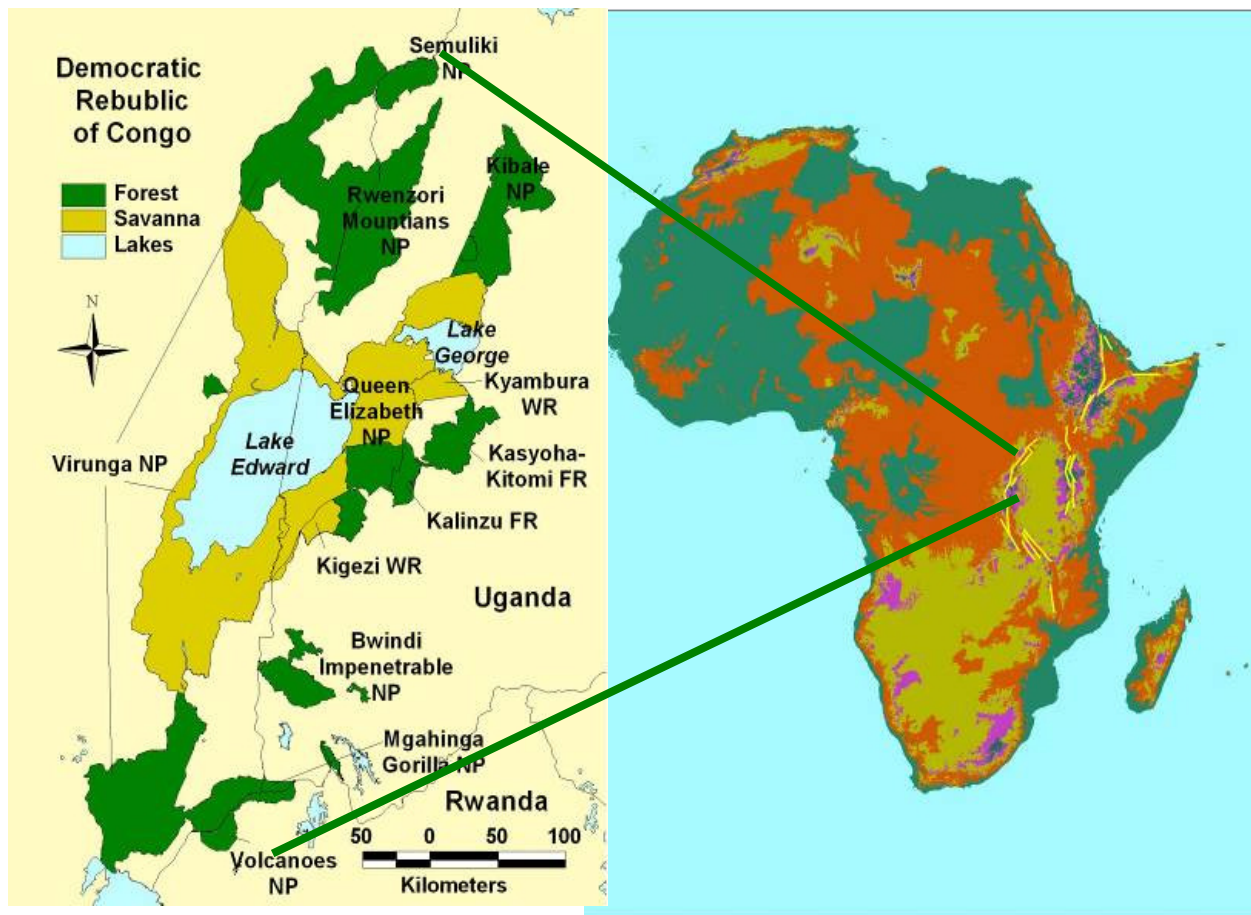 Semuliki
NP
Democratic
Rebublic
of Congo
Forest
Savanna
Lakes
Kibale
NP
Rwenzori
Mountians
NP
N
Lake
George
Queen
Elizabeth
NP
Kyambura
WR
Lake
Edward
Virunga NP
Kasyoha-
Kitomi FR
Kalinzu FR
Kigezi WR
Uganda
Bwindi
Impenetrable
NP
Mgahinga
Gorilla NP
Rwanda
50 0 50 100
Kilometers
Volcanoes
NP